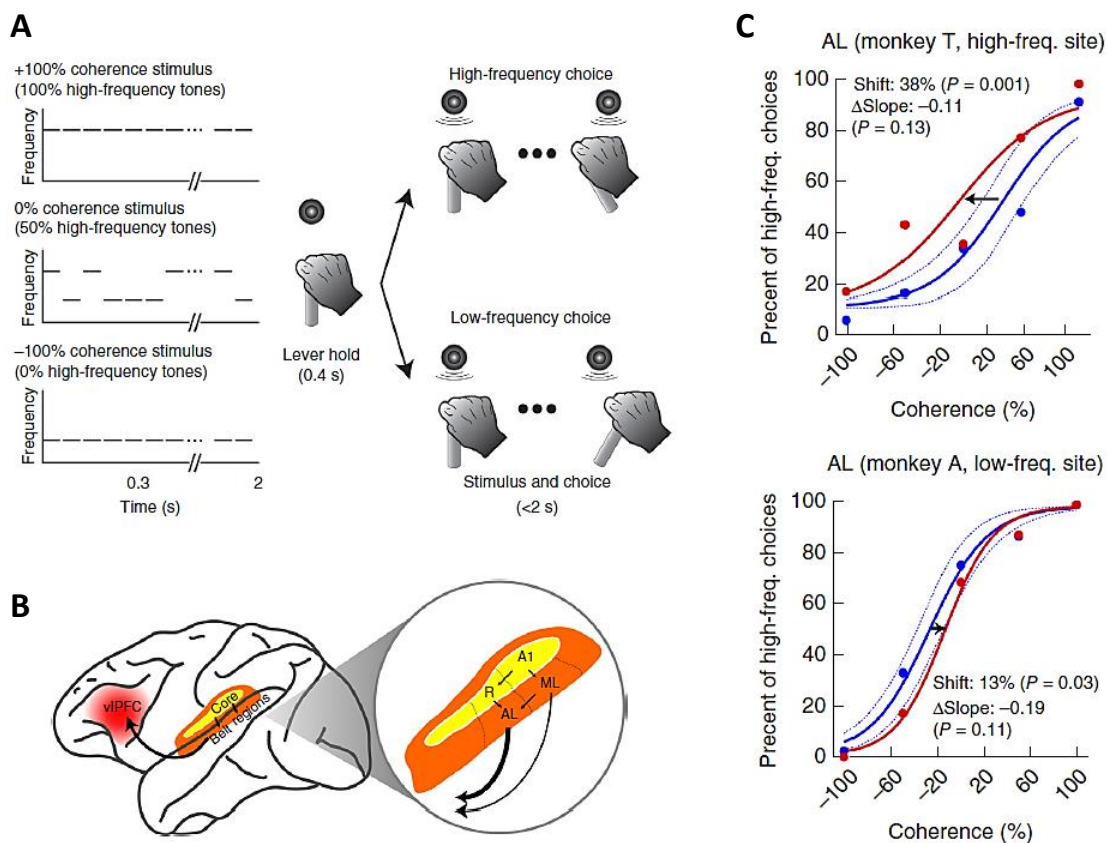 A
+100% coherence stimulus
(100% high-frequency tones)
Frequency
0% coherence stimulus
(50% high-frequency tones)
Frequency
–100% coherence stimulus
(0% high-frequency tones)
Frequency
0.3
2
Time (s)
Lever hold
(0.4 s)
High-frequency choice
Low-frequency choice
Stimulus and choice
(<2 s)
B
vlPFC
Core
Belt regions
A1
R
ML
AL
C
AL (monkey T, high-freq. site)
Shift: 38% (P = 0.001)
ΔSlope: –0.11
(P = 0.13)
Precent of high-freq. choices
100
80
60
40
20
0
–100
–60
–20
20
60
100
Coherence (%)
AL (monkey A, low-freq. site)
Precent of high-freq. choices
100
80
60
40
20
0
Shift: 13% (P = 0.03)
ΔSlope: –0.19
(P = 0.11)
–100
–60
–20
20
60
100
Coherence (%)